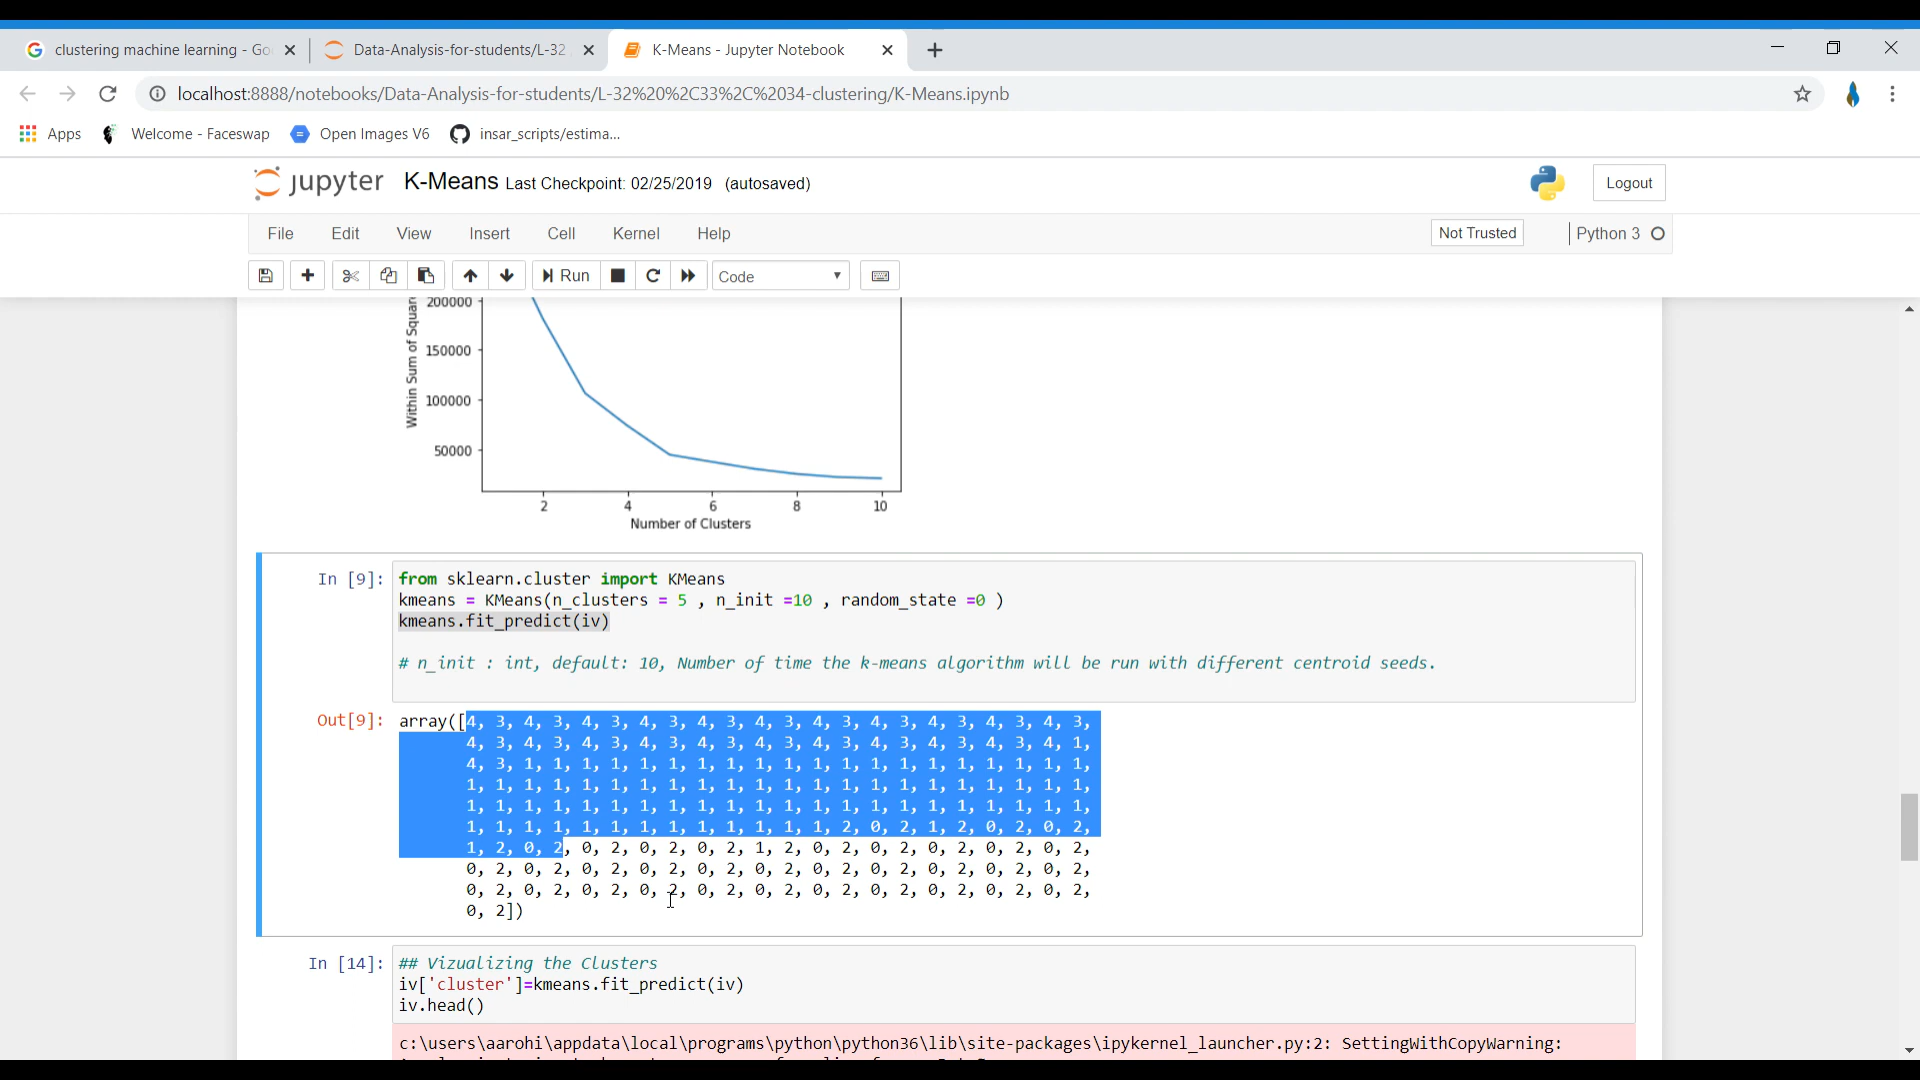 clustering machine learning - Go
Data-Analysis-for-students/L-32
K-Means - Jupyter Notebook
localhost:8888/notebooks/Data-Analysis-for-students/L-32%20%2C33%2C%2034-clustering/K-Means.ipynb
Apps
Welcome - Faceswap
Open Images V6
insar_scripts/estima...
jupyter K-Means Last Checkpoint: 02/25/2019 (autosaved)
Logout
File Edit View Insert Cell Kernel Help
Not Trusted
Python 3
Run
Code
200000
150000
100000
50000
Within Sum of Squar
2 4 6 8 10
Number of Clusters
In [9]: from sklearn.cluster import KMeans
kmeans = KMeans(n_clusters = 5 , n_init =10 , random_state =0 )
kmeans.fit_predict(iv)
# n_init : int, default: 10, Number of time the k-means algorithm will be run with different centroid seeds.
Out[9]: array([4, 3, 4, 3, 4, 3, 4, 3, 4, 3, 4, 3, 4, 3, 4, 3, 4, 3, 4, 3, 4, 3,
4, 3, 4, 3, 4, 3, 4, 3, 4, 3, 4, 3, 4, 3, 4, 3, 4, 3, 4, 1,
4, 3, 1, 1, 1, 1, 1, 1, 1, 1, 1, 1, 1, 1, 1, 1, 1, 1, 1, 1, 1, 1,
1, 1, 1, 1, 1, 1, 1, 1, 1, 1, 1, 1, 1, 1, 1, 1, 1, 1, 1, 1, 1, 1,
1, 1, 1, 1, 1, 1, 1, 1, 1, 1, 1, 1, 1, 1, 1, 1, 1, 1, 1, 1, 1, 1,
1, 1, 1, 1, 1, 1, 1, 1, 1, 1, 1, 1, 1, 2, 0, 2, 1, 2, 0, 2, 0, 2,
1, 2, 0, 2, 0, 2, 0, 2, 0, 2, 1, 2, 0, 2, 0, 2, 0, 2, 0, 2, 0, 2,
0, 2, 0, 2, 0, 2, 0, 2, 0, 2, 0, 2, 0, 2, 0, 2, 0, 2, 0, 2, 0, 2,
0, 2, 0, 2, 0, 2, 0, 2, 0, 2, 0, 2, 0, 2, 0, 2, 0, 2, 0, 2, 0, 2,
0, 2])
In [14]: ## Vizualizing the Clusters
iv['cluster']=kmeans.fit_predict(iv)
iv.head()
c:\users\aarohi\appdata\local\programs\python\python36\lib\site-packages\ipykernel_launcher.py:2: SettingWithCopyWarning: